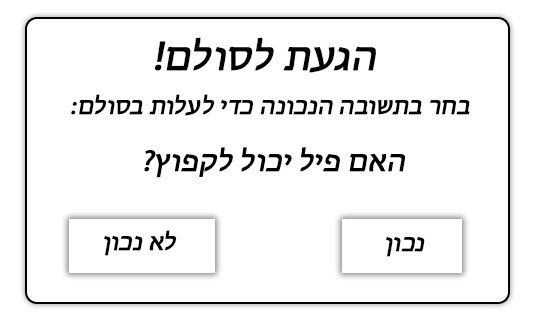 הגעת לסולם!
בחר בתשובה הנכונה כדי לעלות בסולם:
האם פיל יכול לקפוץ?
נכון
לא נכון